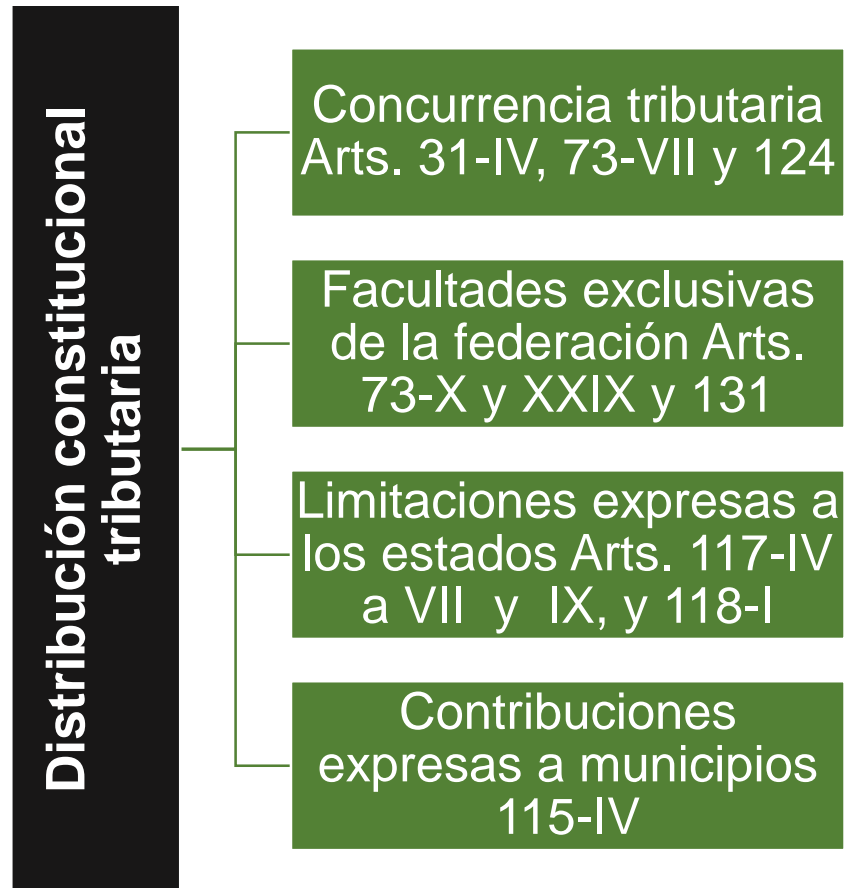 Distribución constitucional
tributaria
Concurrencia tributaria
Arts. 31-IV, 73-VII y 124
Facultades exclusivas
de la federación Arts.
73-X y XXIX y 131
Limitaciones expresas a
los estados Arts. 117-IV
a VII y IX, y 118-I
Contribuciones
expresas a municipios
115-IV